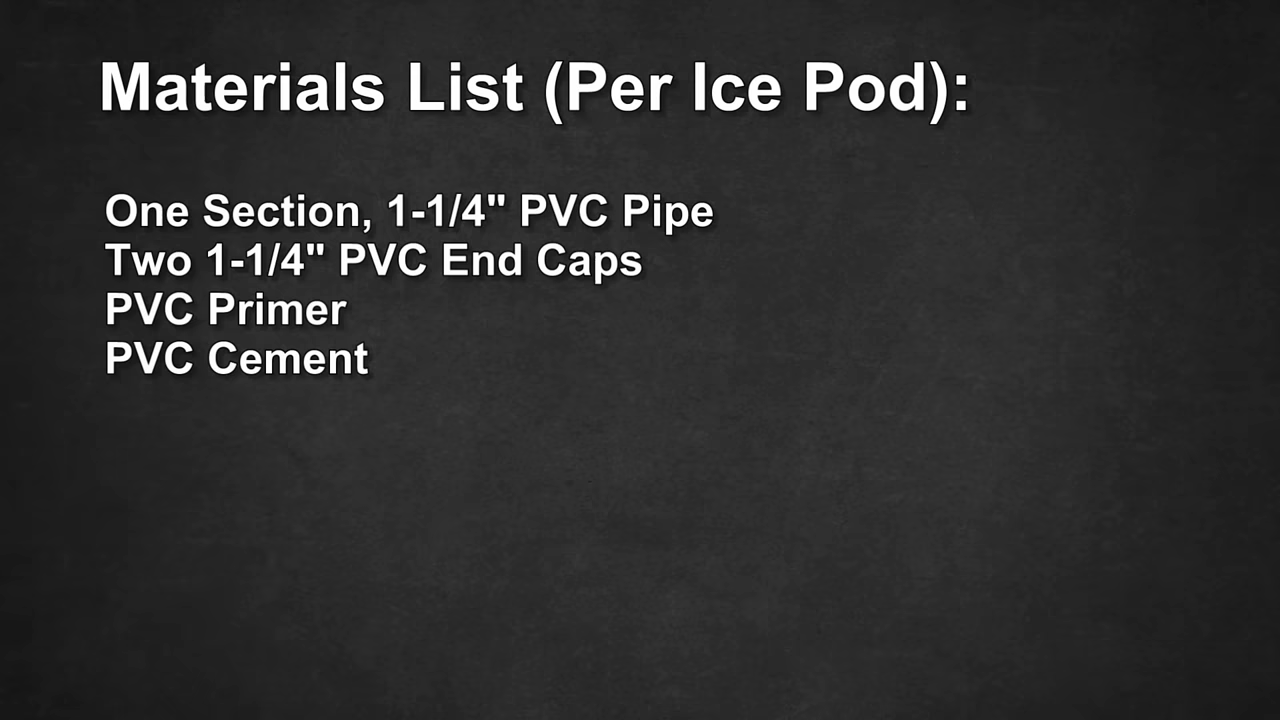 Materials List (Per Ice Pod):
One Section, 1-1/4" PVC Pipe
Two 1-1/4" PVC End Caps
PVC Primer
PVC Cement